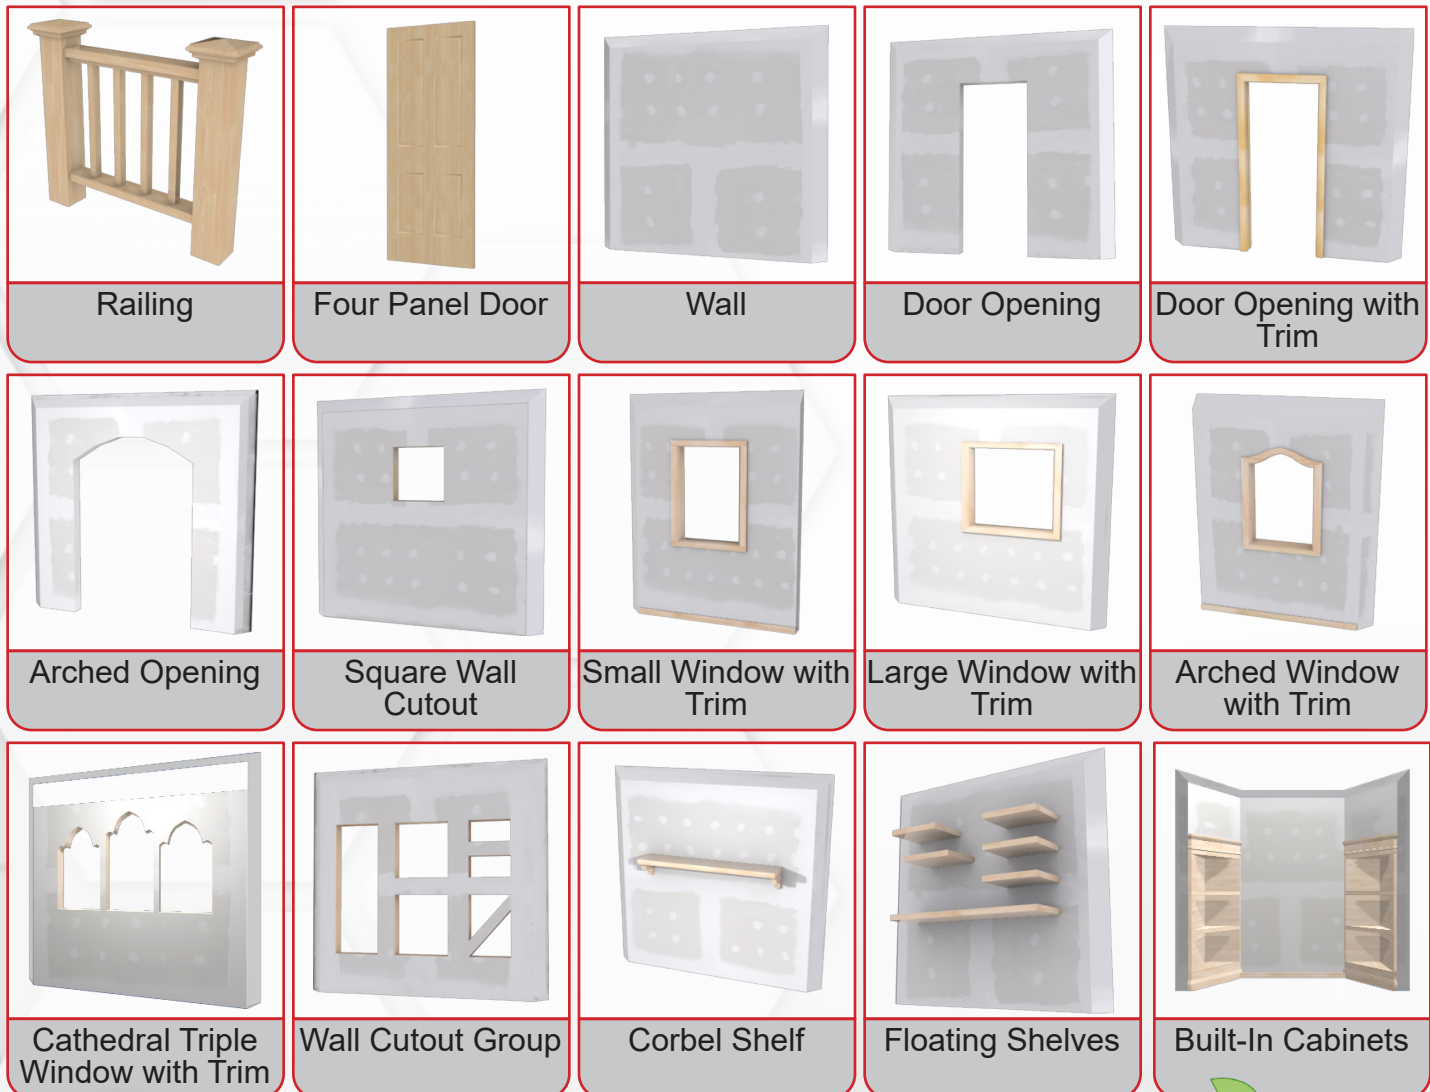 Railing
Four Panel Door
Wall
Door Opening
Door Opening with
Trim
Arched Opening
Square Wall
Cutout
Small Window with
Trim
Large Window with
Trim
Arched Window
with Trim
Cathedral Triple
Window with Trim
Wall Cutout Group
Corbel Shelf
Floating Shelves
Built-In Cabinets